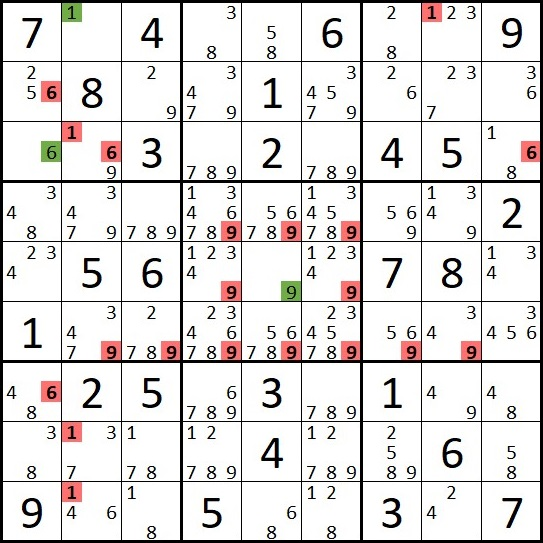 1 3 2 1 2 3
7 4 5 6 9
8 8 8
2 2 3 3 2 2 3 3
5 6 8 4 1 4 5 6 6
9 7 9 7 9 7
1 1
6 6 3 2 4 5 6
9 7 8 9 7 8 9 8
3 3 1 3 1 3 1 3
4 4 4 6 5 6 4 5 5 6 4 2
8 7 9 7 8 9 7 8 9 7 8 9 7 8 9 9 9
2 3 1 2 3 1 2 3 1 3
4 5 6 4 4 7 8 4
9 9 9
3 2 2 3 2 3 3 3
1 4 4 6 5 6 4 5 5 6 4 4 5 6
7 9 7 8 9 7 8 9 7 8 9 7 8 9 9 9
4 6 2 5 6 3 1 4 4
8 7 8 9 7 8 9 9 8
3 1 3 1 1 2 1 2 2
4 5 6 5
8 7 7 8 7 8 9 7 8 9 8 9 8
1 1 1 2 2
9 4 6 5 6 3 4 7
8 8 8